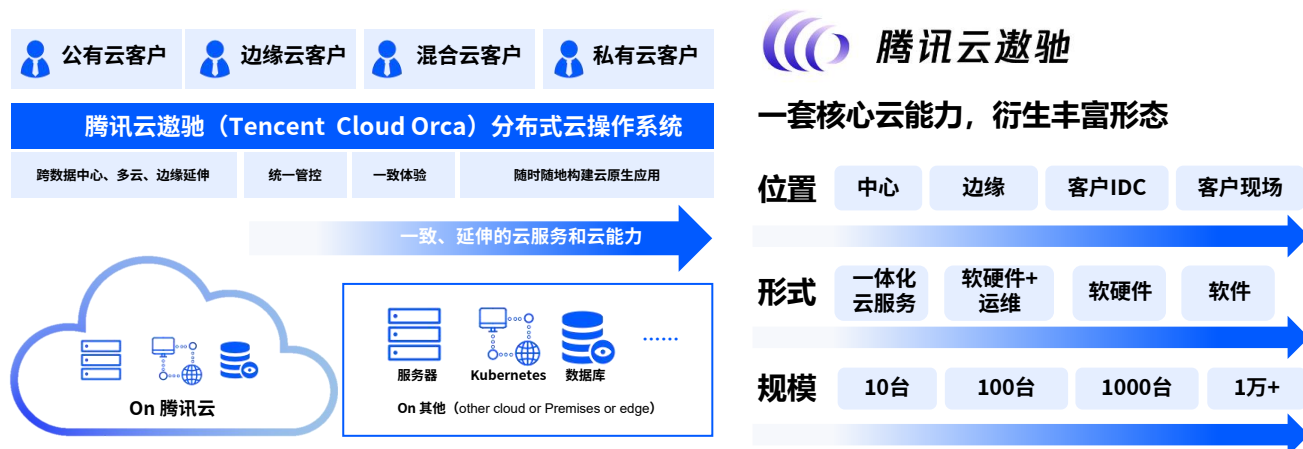 公有云客户
边缘云客户
混合云客户
私有云客户
腾讯云遨驰（Tencent Cloud Orca）分布式云操作系统
跨数据中心、多云、边缘延伸
统一管控
一致体验
随时随地构建云原生应用
一致、延伸的云服务和云能力
On 腾讯云
服务器
Kubernetes
数据库
······
On 其他（other cloud or Premises or edge）
腾讯云遨驰
一套核心云能力，衍生丰富形态
位置
中心
边缘
客户IDC
客户现场
形式
一体化
云服务
软硬件+
运维
软硬件
软件
规模
10台
100台
1000台
1万+